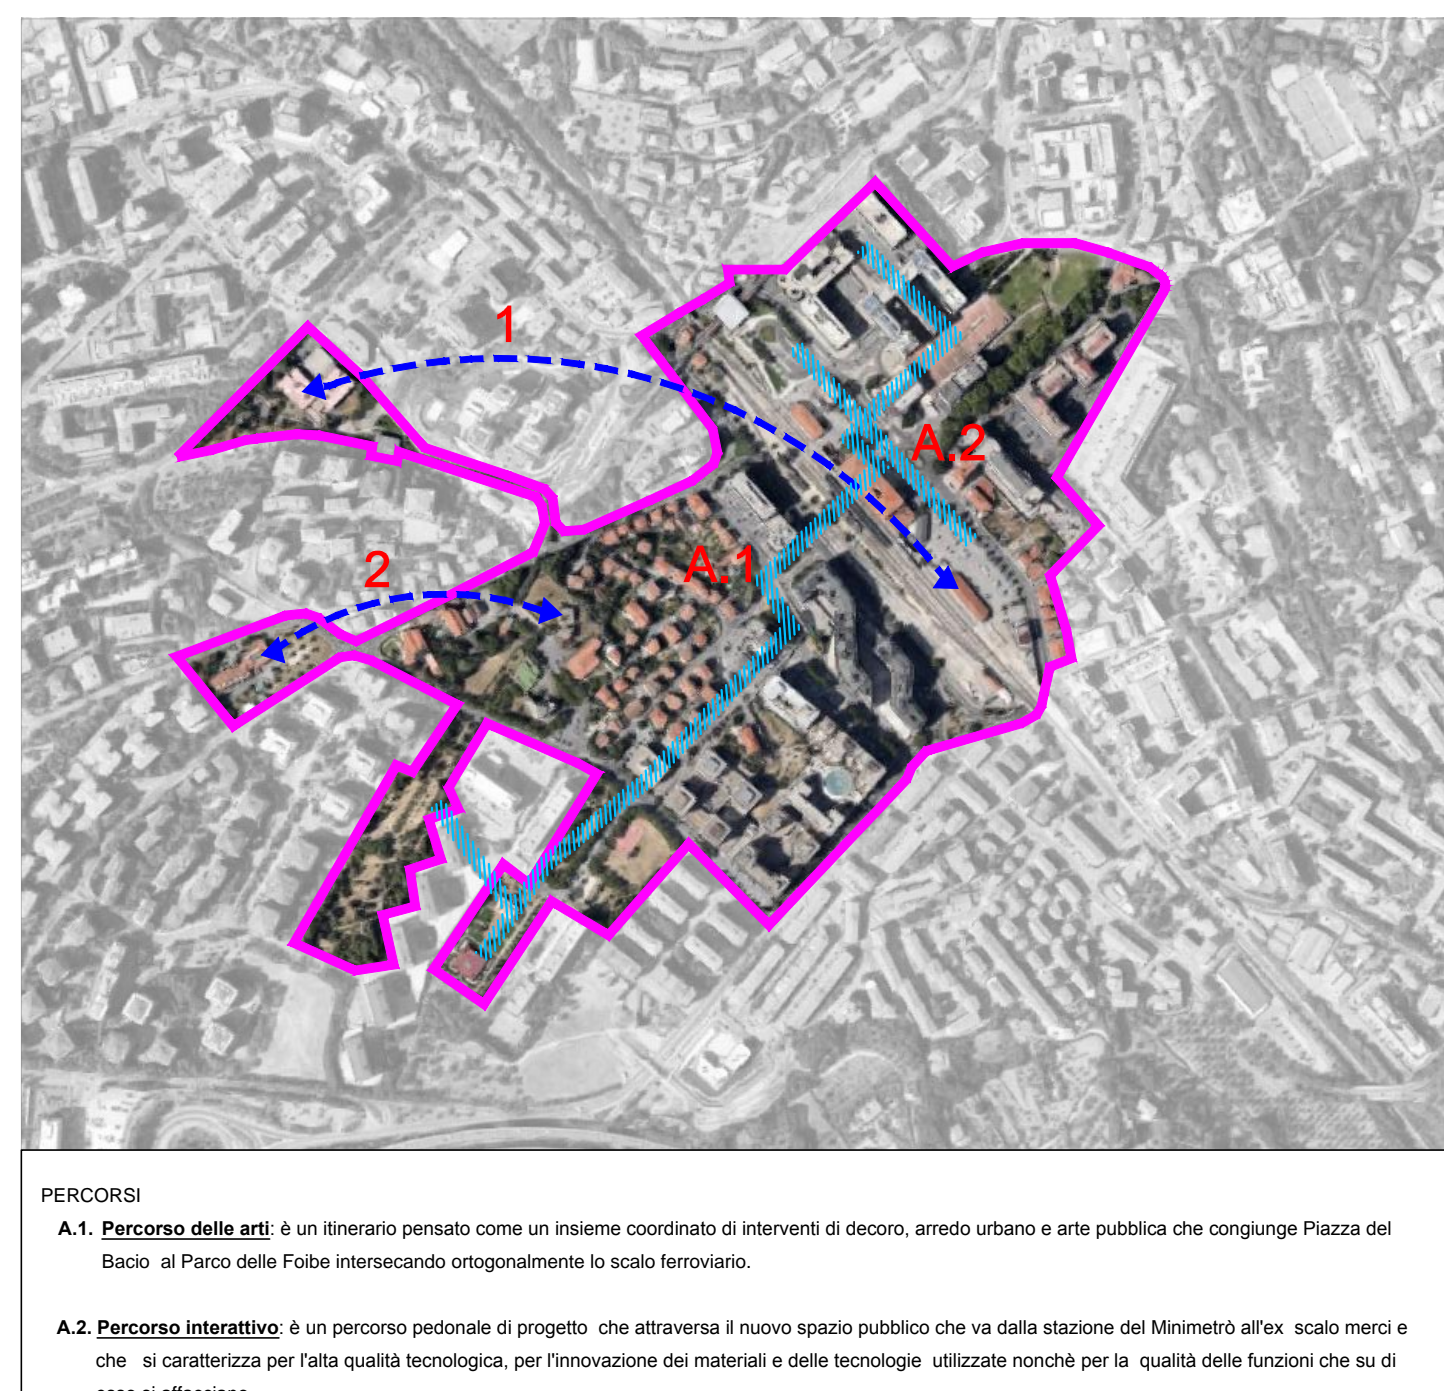 1
A.2
A.1
2
PERCORSI
A.1. Percorso delle arti: è un itinerario pensato come un insieme coordinato di interventi di decoro, arredo urbano e arte pubblica che congiunge Piazza del
Bacio al Parco delle Foibe intersecando ortogonalmente lo scalo ferroviario.
A.2. Percorso interattivo: è un percorso pedonale di progetto che attraversa il nuovo spazio pubblico che va dalla stazione del Minimetrò all'ex scalo merci e
che si caratterizza per l'alta qualità tecnologica, per l'innovazione dei materiali e delle tecnologie utilizzate nonchè per la qualità delle funzioni che su di